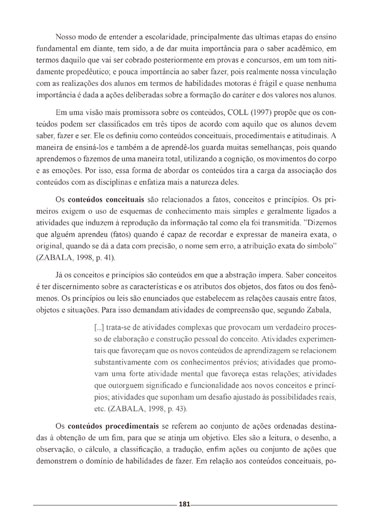 Nosso modo de entender a escolaridade, principalmente das ultimas etapas do ensino
fundamental em diante, tem sido, a de dar muita importância para o saber acadêmico, em
termos daquilo que vai ser cobrado posteriormente em provas e concursos, em um tom niti-
damente propedêutico; e pouca importância ao saber fazer, pois realmente nossa vinculação
com as realizações dos alunos em termos de habilidades motoras é frágil e quase nenhuma
importância é dada a ações deliberadas sobre a formação do caráter e dos valores nos alunos.
Em uma visão mais promissora sobre os conteúdos, COLL (1997) propõe que os con-
teúdos podem ser classificados em três tipos de acordo com aquilo que os alunos devem
saber, fazer e ser. Ele os definiu como conteúdos conceituais, procedimentais e atitudinais. A
maneira de ensiná-los e também a de aprendê-los guarda muitas semelhanças, pois quando
aprendemos o fazemos de uma maneira total, utilizando a cognição, os movimentos do corpo
e as emoções. Por isso, essa forma de abordar os conteúdos tira a carga da associação dos
conteúdos com as disciplinas e enfatiza mais a natureza deles.
Os conteúdos conceituais são relacionados a fatos, conceitos e princípios. Os pri-
meiros exigem o uso de esquemas de conhecimento mais simples e geralmente ligados a
atividades que induzem à reprodução da informação tal como ela foi transmitida. "Dizemos
que alguém aprendeu (fatos) quando é capaz de recordar e expressar de maneira exata, o
original, quando se dá a data com precisão, o nome sem erro, a atribuição exata do símbolo"
(ZABALA, 1998, p. 41).
Já os conceitos e princípios são conteúdos em que a abstração impera. Saber conceitos
é ter discernimento sobre as características e os atributos dos objetos, dos fatos ou dos fenô-
menos. Os princípios ou leis são enunciados que estabelecem as relações causais entre fatos,
objetos e situações. Para isso demandam atividades de compreensão que, segundo Zabala,
[...] trata-se de atividades complexas que provocam um verdadeiro proces-
so de elaboração e construção pessoal do conceito. Atividades experimen-
tais que favoreçam que os novos conteúdos de aprendizagem se relacionem
substantivamente com os conhecimentos prévios; atividades que promo-
vam uma forte atividade mental que favoreça estas relações; atividades
que outorguem significado e funcionalidade aos novos conceitos e princí-
pios; atividades que suponham um desafio ajustado às possibilidades reais,
etc. (ZABALA, 1998, p. 43).
Os conteúdos procedimentais se referem ao conjunto de ações ordenadas destina-
das à obtenção de um fim, para que se atinja um objetivo. Eles são a leitura, o desenho, a
observação, o cálculo, a classificação, a tradução, enfim ações ou conjunto de ações que
demonstrem o domínio de habilidades de fazer. Em relação aos conteúdos conceituais, po-
181